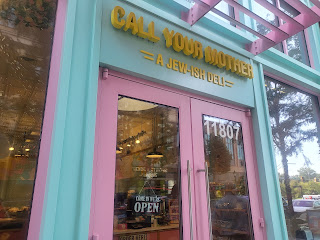 CALL YOUR MOTHER
= A JEW-ISH DELI =
11807
COME IN WE'RE
OPEN